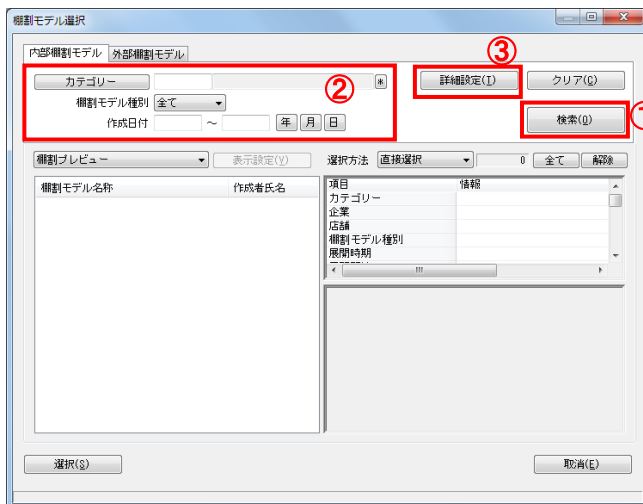 棚割モデル選択
内部棚割モデル 外部棚割モデル
③
カテゴリー * ② 詳細設定(I) クリア(C)
棚割モデル種別 全て
作成日付 ～ 年 月 日 検索(Q)
棚割プレビュー 表示設定(V) 選択方法 直接選択 0 全て 解除
棚割モデル名称 作成者氏名 項目 情報
カテゴリー
企業
店舗
棚割モデル種別
展開時期
選択(S) 取消(E)